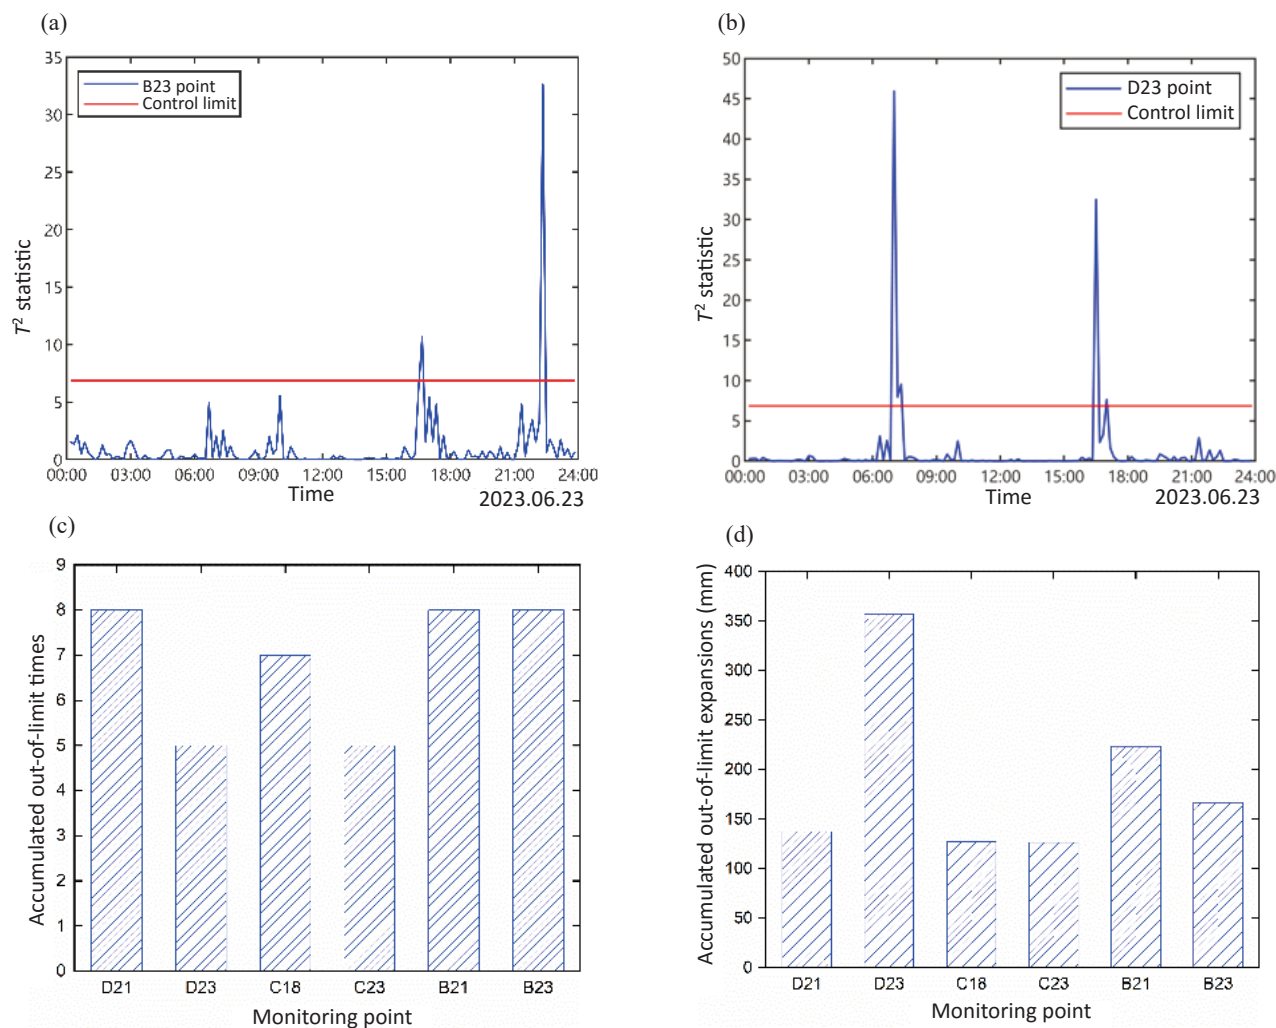 (a)
35
30
25
20
15
10
5
0
T² statistic
B23 point
Control limit
00:00 03:00 06:00 09:00 12:00 15:00 18:00 21:00 24:00
Time
2023.06.23
(b)
50
45
40
35
30
25
20
15
10
5
0
T² statistic
D23 point
Control limit
00:00 03:00 06:00 09:00 12:00 15:00 18:00 21:00 24:00
Time
2023.06.23
(c)
9
8
7
6
5
4
3
2
1
0
Accumulated out-of-limit times
D21 D23 C18 C23 B21 B23
Monitoring point
(d)
400
350
300
250
200
150
100
50
0
Accumulated out-of-limit expansions (mm)
D21 D23 C18 C23 B21 B23
Monitoring point